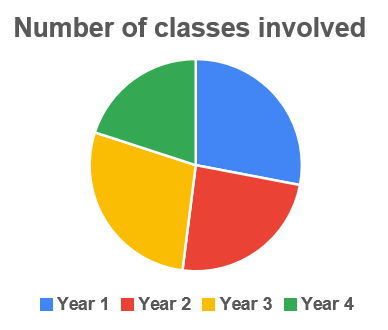 Number of classes involved
Year 1 Year 2 Year 3 Year 4